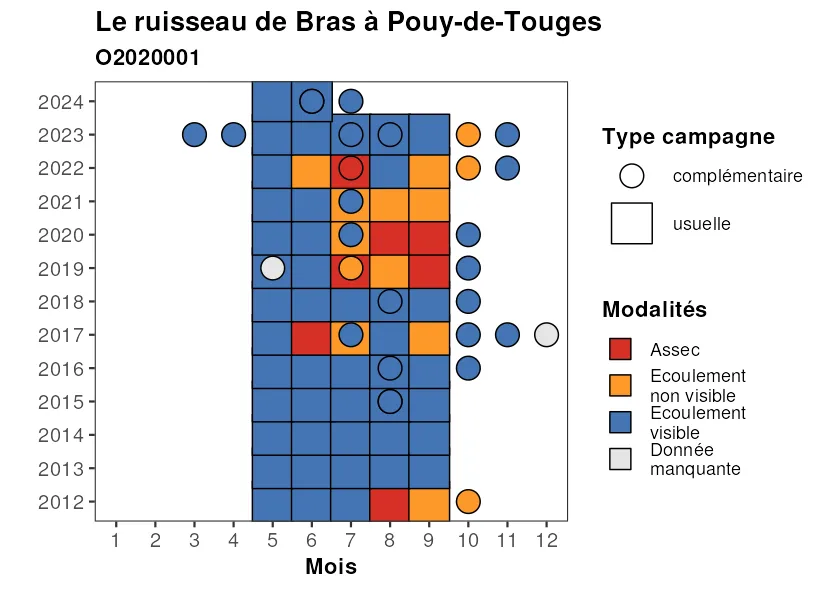 Le ruisseau de Bras à Pouy-de-Touges
O2020001
2024
2023
2022
2021
2020
2019
2018
2017
2016
2015
2014
2013
2012
1 2 3 4 5 6 7 8 9 10 11 12
Mois
Type campagne
complémentaire
usuelle
Modalités
Assec
Ecoulement
non visible
Ecoulement
visible
Donnée
manquante